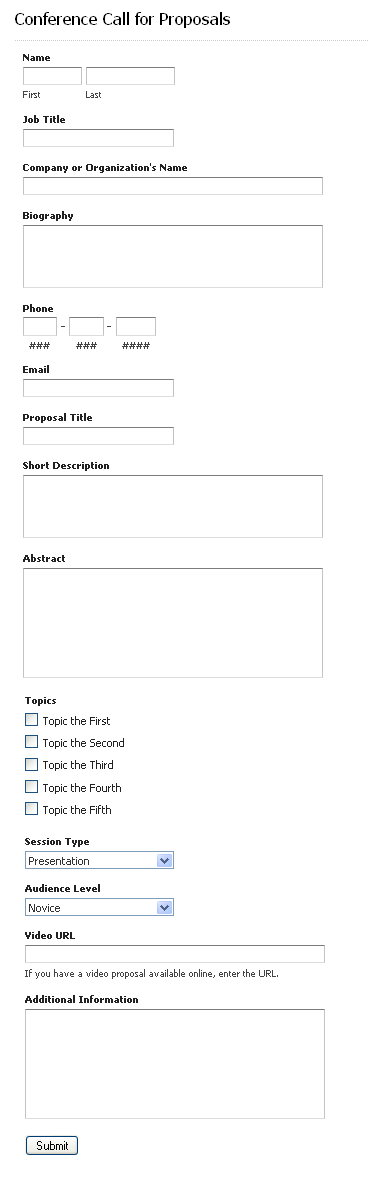 Conference Call for Proposals
Name
First Last
Job Title
Company or Organization's Name
Biography
Phone
- -
### ### ####
Email
Proposal Title
Short Description
Abstract
Topics
Topic the First
Topic the Second
Topic the Third
Topic the Fourth
Topic the Fifth
Session Type
Presentation
Audience Level
Novice
Video URL
If you have a video proposal available online, enter the URL.
Additional Information
Submit